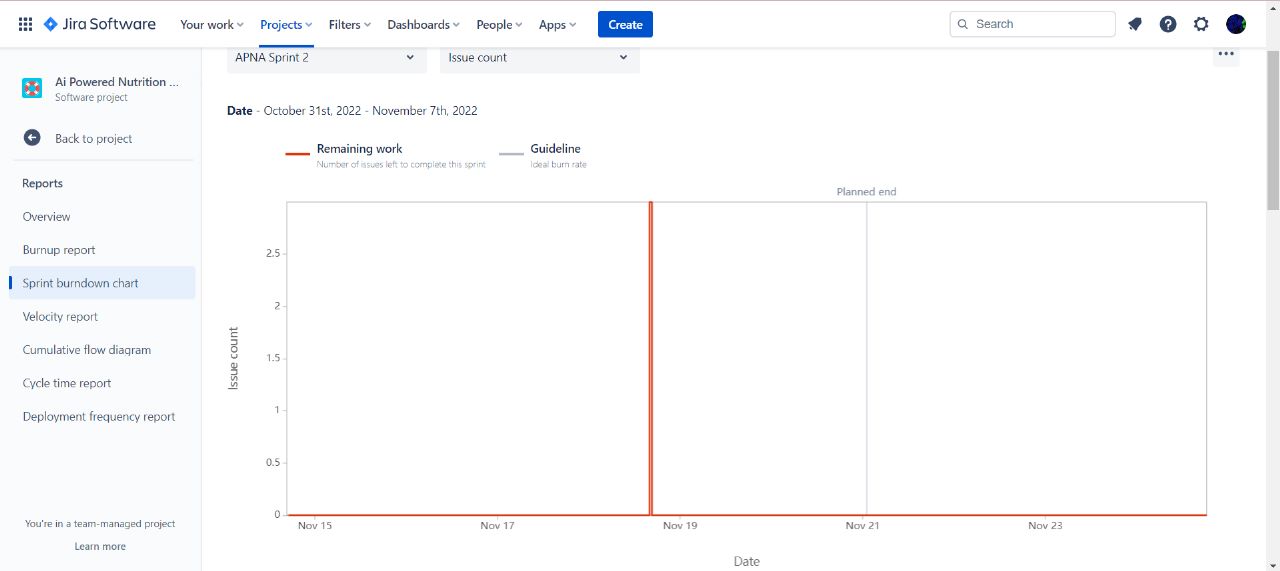 Jira Software
Your work
Projects
Filters
Dashboards
People
Apps
Create
Search
Ai Powered Nutrition ...
Software project
Back to project
Reports
Overview
Burnup report
Sprint burndown chart
Velocity report
Cumulative flow diagram
Cycle time report
Deployment frequency report
You're in a team-managed project
Learn more
APNA Sprint 2
Issue count
Date - October 31st, 2022 - November 7th, 2022
Remaining work
Number of issues left to complete this sprint
Guideline
Ideal burn rate
Planned end
Issue count
2.5
2
1.5
1
0.5
0
Nov 15
Nov 17
Nov 19
Nov 21
Nov 23
Date